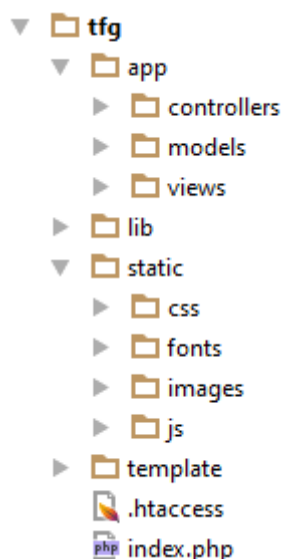 tfg
app
controllers
models
views
lib
static
css
fonts
images
js
template
.htaccess
php index.php